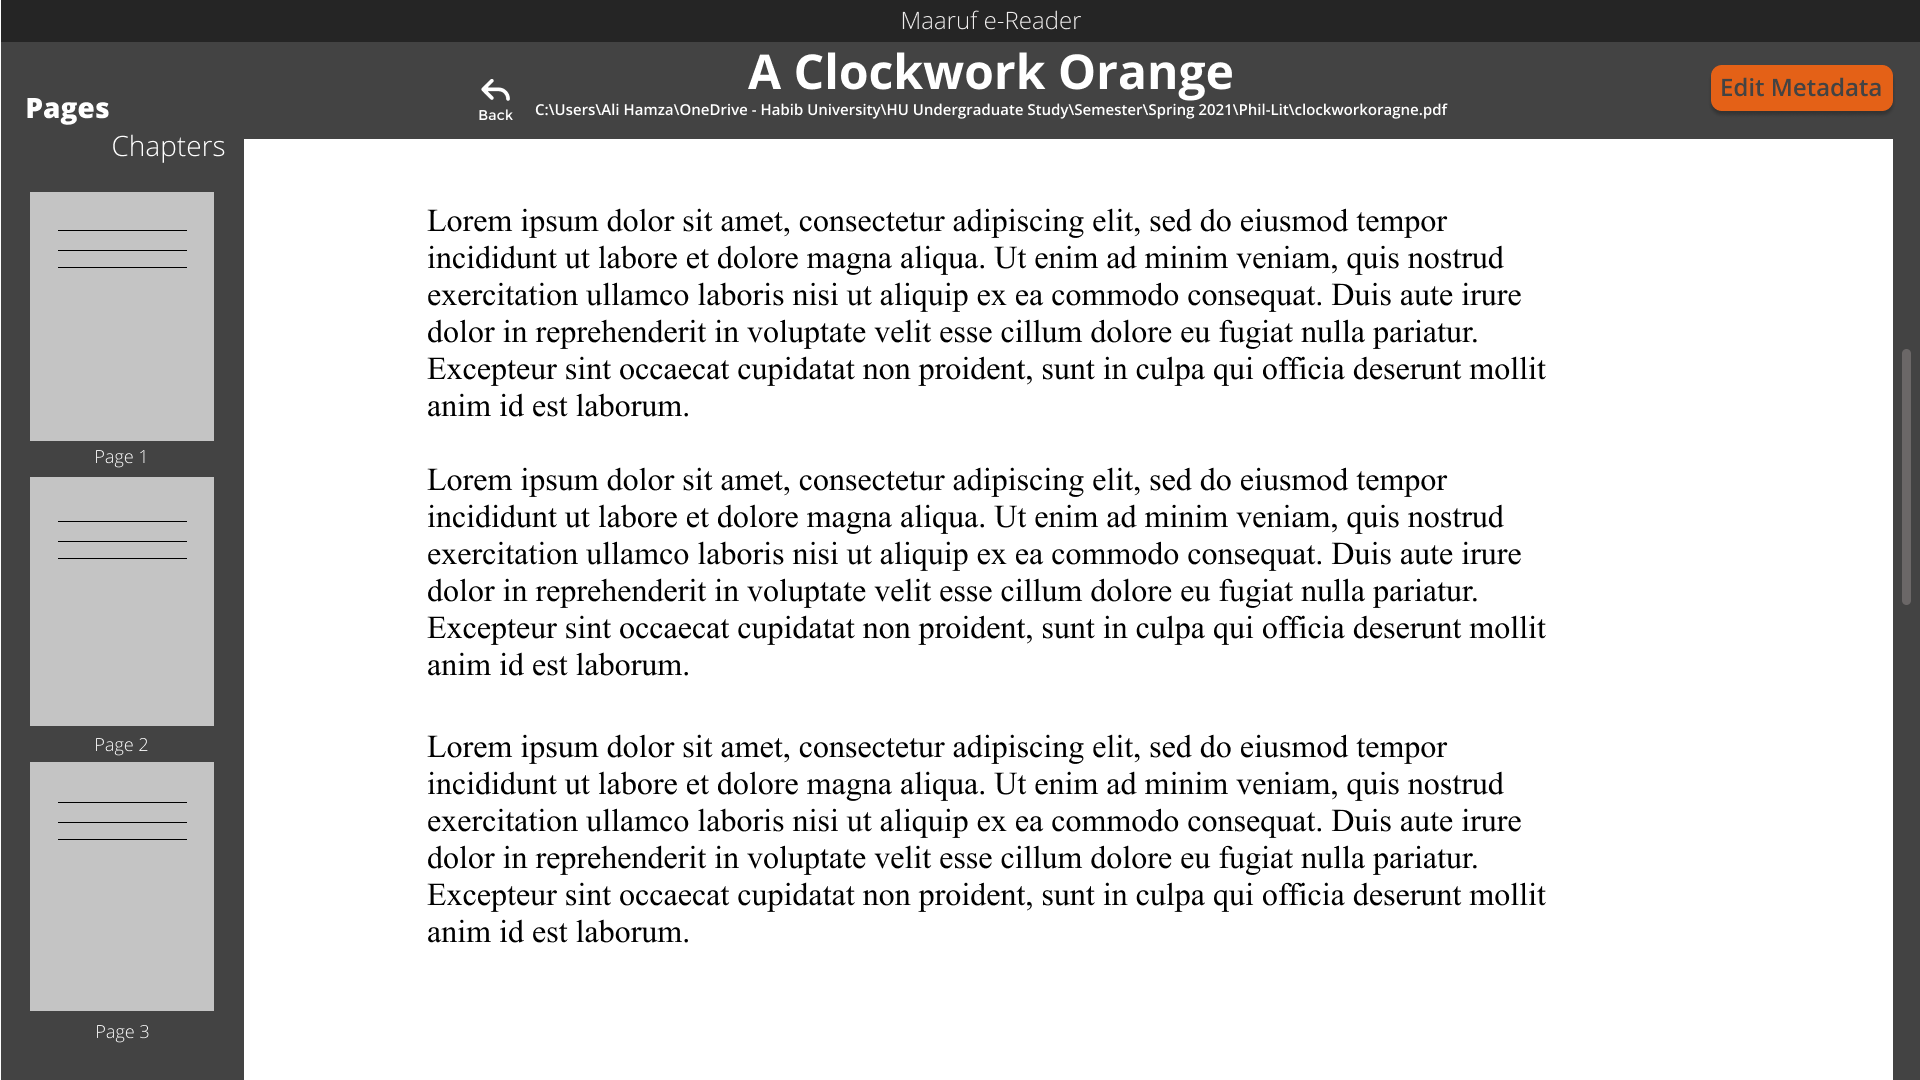 Maaruf e-Reader
A Clockwork Orange
Back
C:\Users\Ali Hamza\OneDrive - Habib University\HU Undergraduate Study\Semester\Spring 2021\Phil-Lit\clockworkoragne.pdf
Edit Metadata
Pages
Chapters
Page 1
Page 2
Page 3
Lorem ipsum dolor sit amet, consectetur adipiscing elit, sed do eiusmod tempor
incididunt ut labore et dolore magna aliqua. Ut enim ad minim veniam, quis nostrud
exercitation ullamco laboris nisi ut aliquip ex ea commodo consequat. Duis aute irure
dolor in reprehenderit in voluptate velit esse cillum dolore eu fugiat nulla pariatur.
Excepteur sint occaecat cupidatat non proident, sunt in culpa qui officia deserunt mollit
anim id est laborum.
Lorem ipsum dolor sit amet, consectetur adipiscing elit, sed do eiusmod tempor
incididunt ut labore et dolore magna aliqua. Ut enim ad minim veniam, quis nostrud
exercitation ullamco laboris nisi ut aliquip ex ea commodo consequat. Duis aute irure
dolor in reprehenderit in voluptate velit esse cillum dolore eu fugiat nulla pariatur.
Excepteur sint occaecat cupidatat non proident, sunt in culpa qui officia deserunt mollit
anim id est laborum.
Lorem ipsum dolor sit amet, consectetur adipiscing elit, sed do eiusmod tempor
incididunt ut labore et dolore magna aliqua. Ut enim ad minim veniam, quis nostrud
exercitation ullamco laboris nisi ut aliquip ex ea commodo consequat. Duis aute irure
dolor in reprehenderit in voluptate velit esse cillum dolore eu fugiat nulla pariatur.
Excepteur sint occaecat cupidatat non proident, sunt in culpa qui officia deserunt mollit
anim id est laborum.